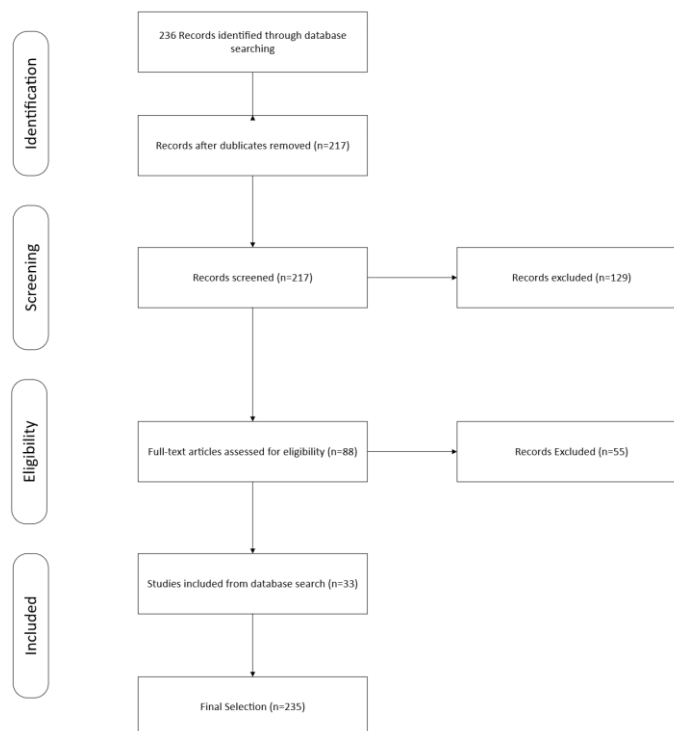 236 Records identified through database
searching
Identification
Records after dublicates removed (n=217)
Screening
Records screened (n=217)
Records excluded (n=129)
Eligibility
Full-text articles assessed for eligibility (n=88)
Records Excluded (n=55)
Included
Studies included from database search (n=33)
Final Selection (n=235)